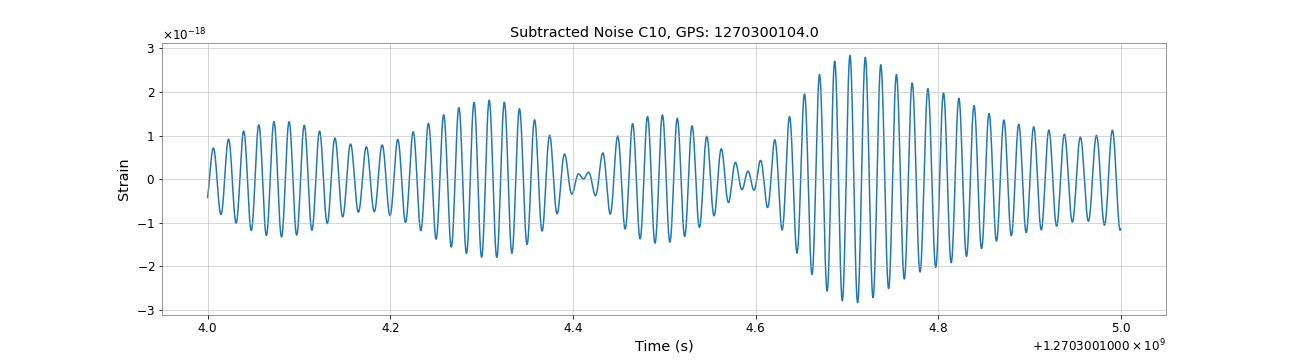 Subtracted Noise C10, GPS: 1270300104.0
×10⁻¹⁸
3
2
1
0
−1
−2
−3
Strain
4.0 4.2 4.4 4.6 4.8 5.0
Time (s)
+1.2703001000 × 10⁹